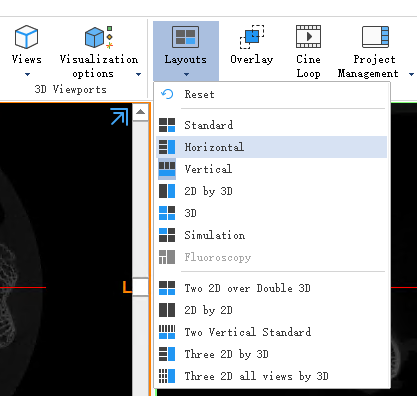 Views
Visualization
options
Layouts
Overlay
Cine
Loop
Project
Management
3D Viewports
Reset
Standard
Horizontal
Vertical
2D by 3D
3D
Simulation
Fluoroscopy
L
Two 2D over Double 3D
2D by 2D
Two Vertical Standard
Three 2D by 3D
Three 2D all views by 3D